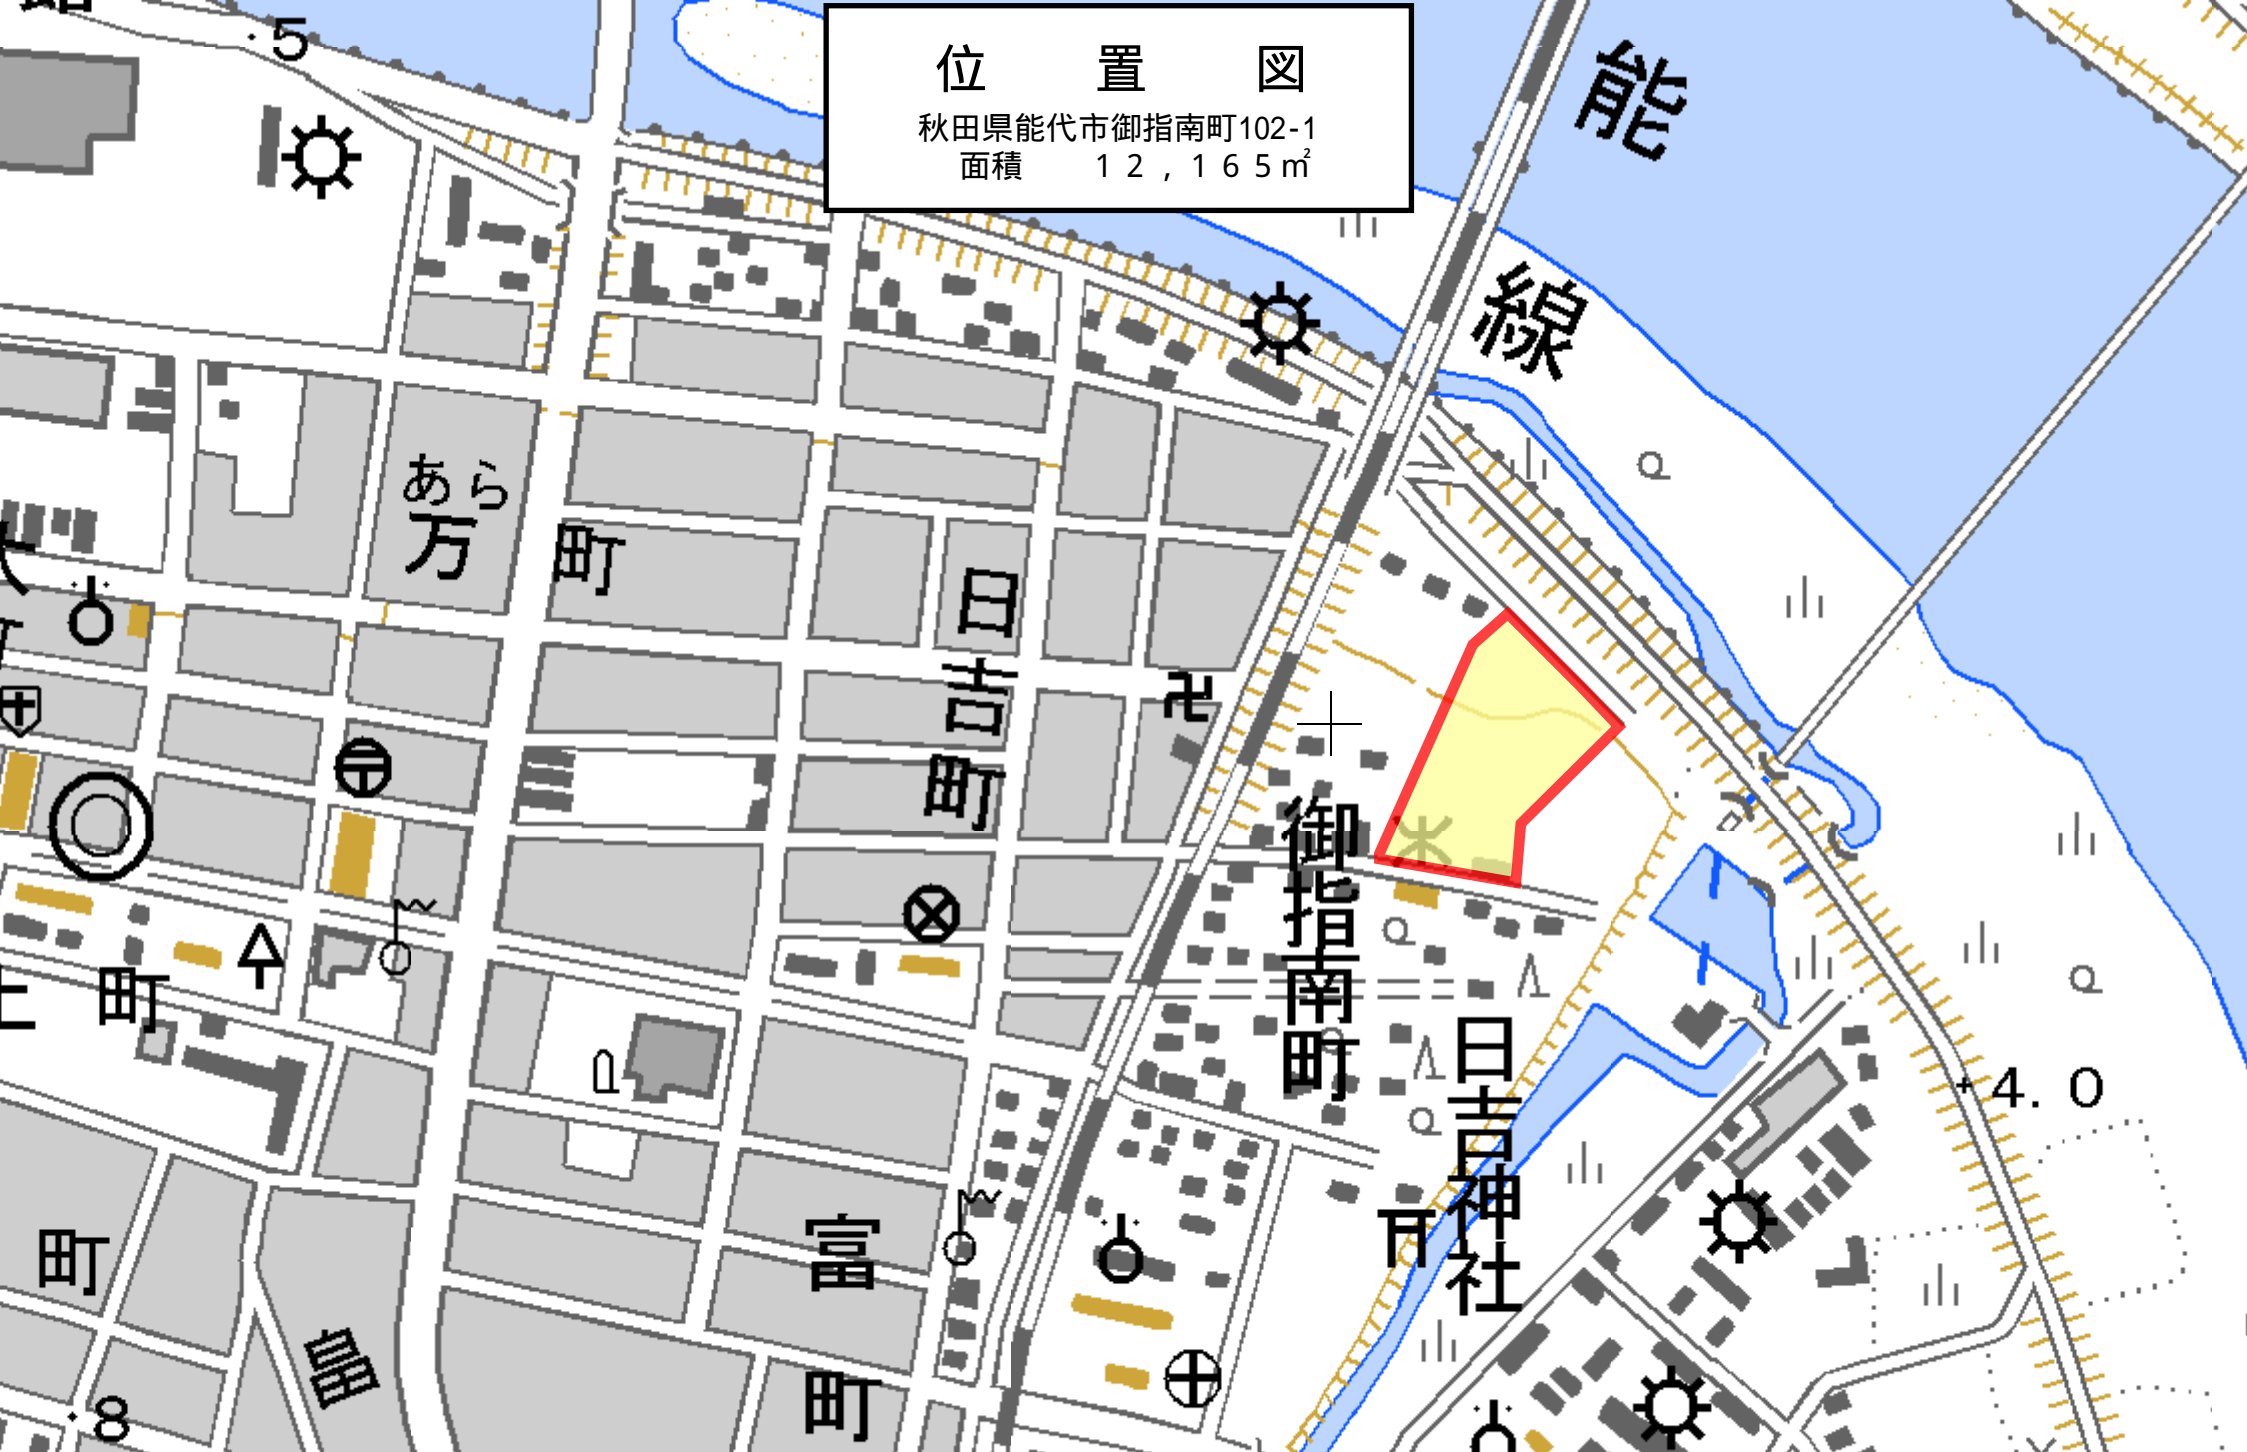 位置図
秋田県能代市御指南町102-1
面積 12,165㎡
5
能
線
あら
万町
日吉町
御指南町
日吉神社
4.0
町
町
富町
8